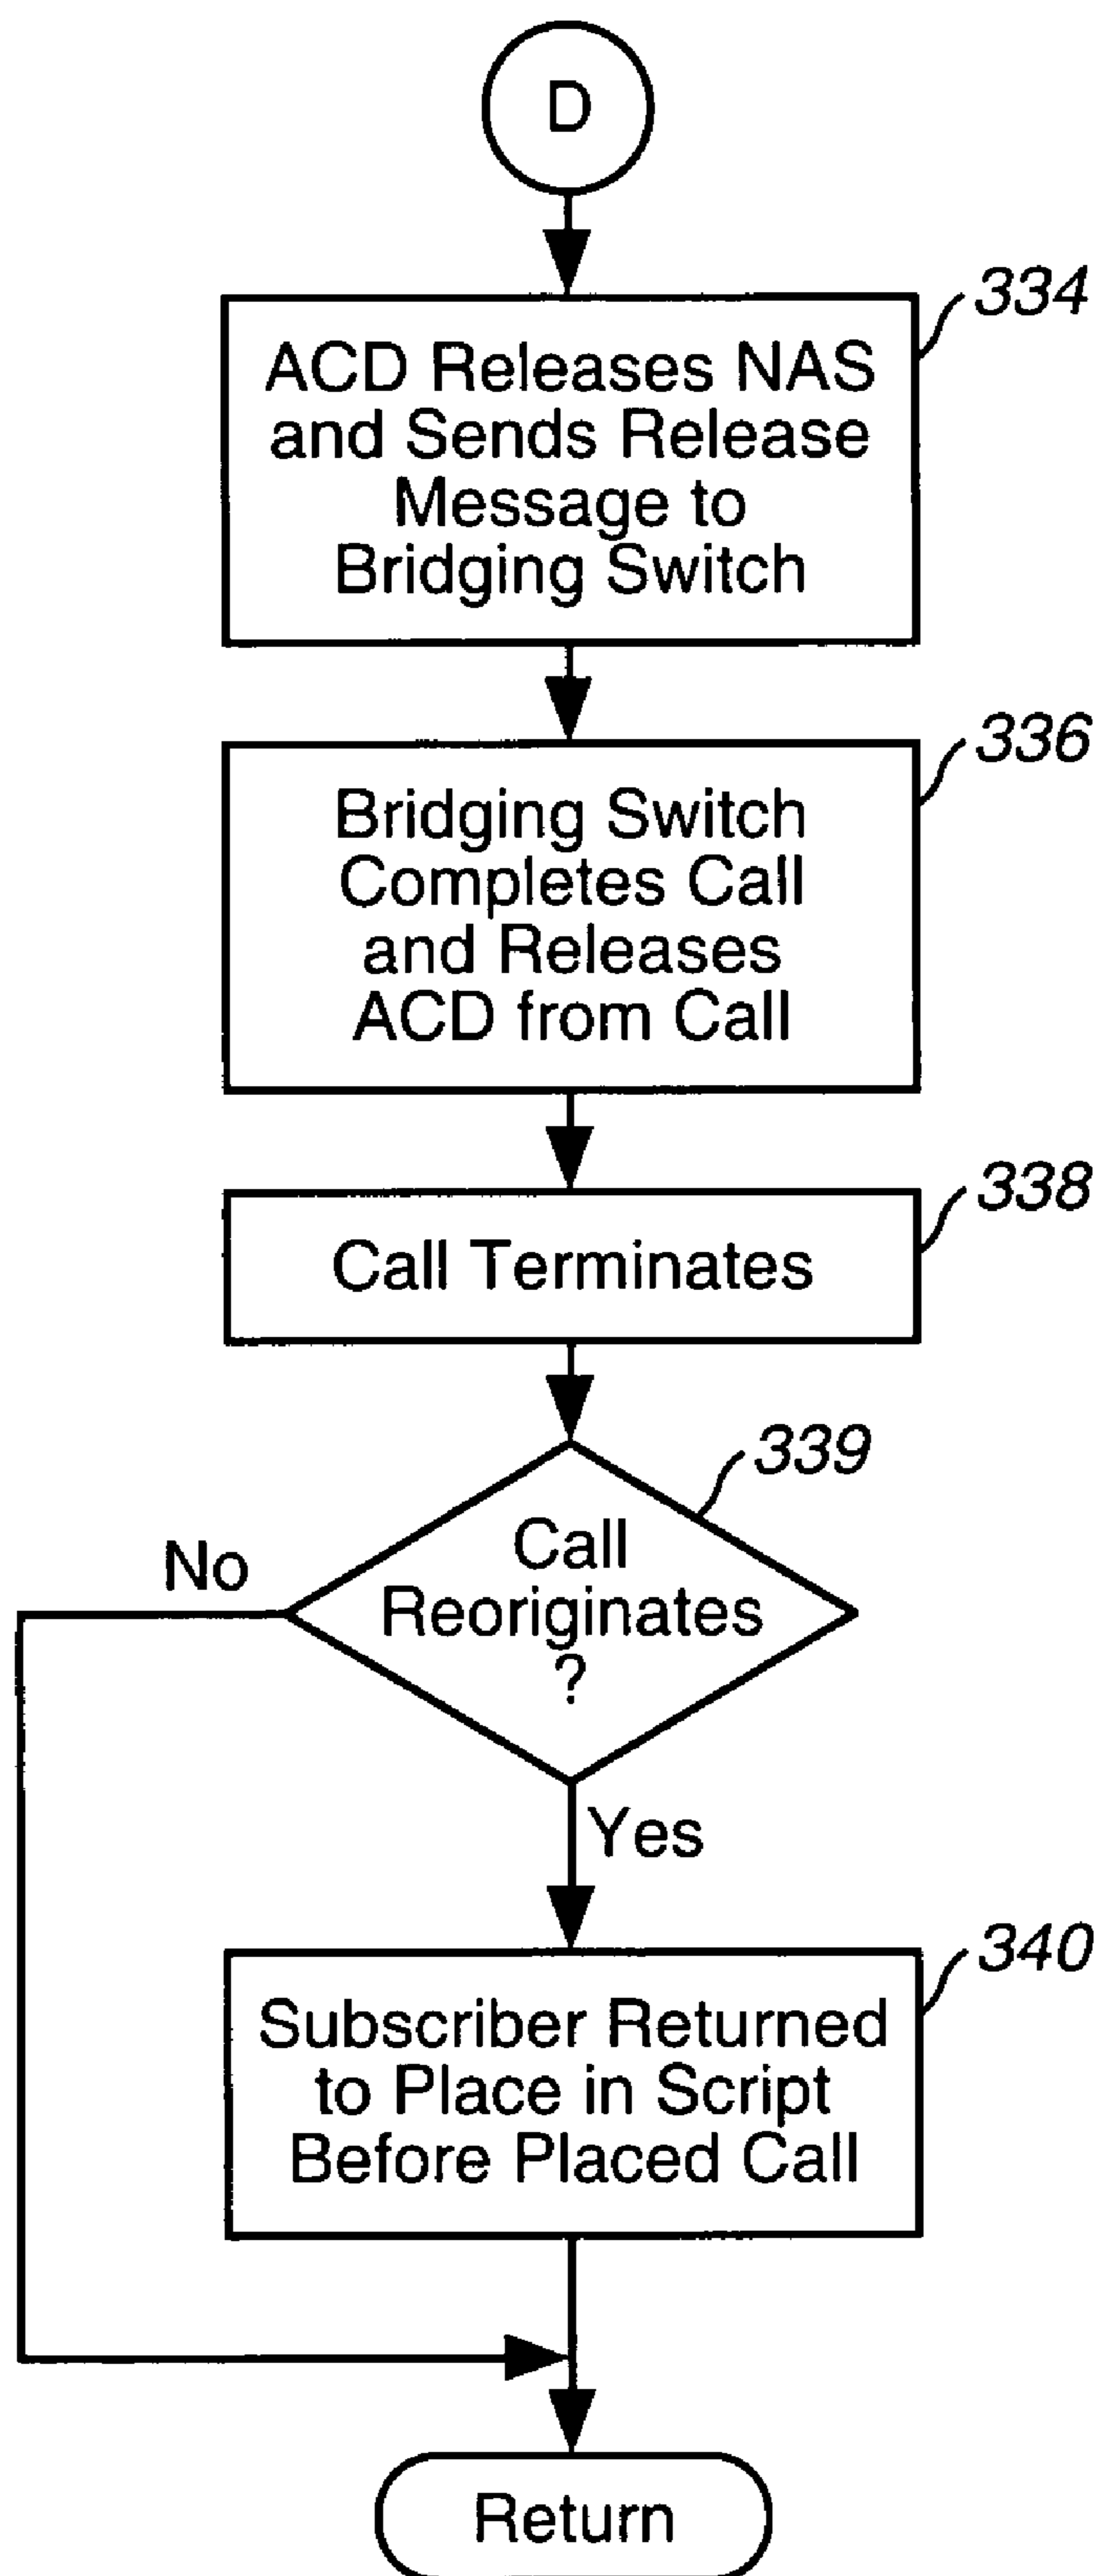 D
334
ACD Releases NAS
and Sends Release
Message to
Bridging Switch
336
Bridging Switch
Completes Call
and Releases
ACD from Call
338
Call Terminates
339
Call
Reoriginates
?
No
Yes
340
Subscriber Returned
to Place in Script
Before Placed Call
Return